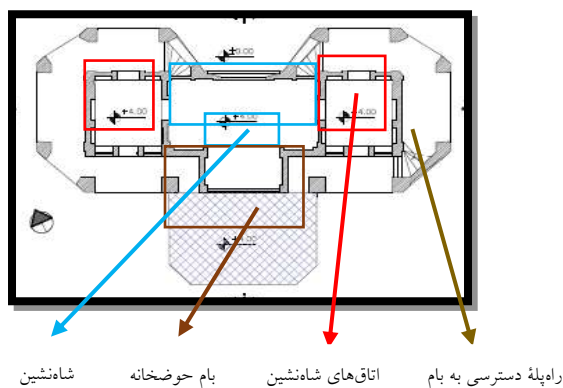 ±9.00
±4.00
±4.00
±4.00
±4.00
راه‌پلهٔ دسترسی به بام
اتاق‌های شاه‌نشین
بام حوضخانه
شاه‌نشین